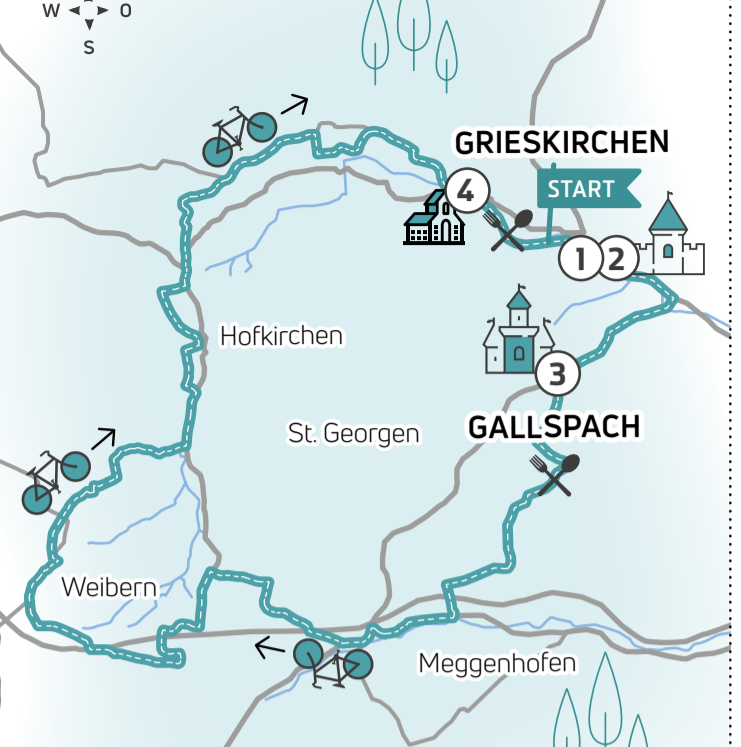 W O
S
GRIESKIRCHEN
4
START
1 2
Hofkirchen
3
St. Georgen
GALLSPACH
Weibern
Meggenhofen